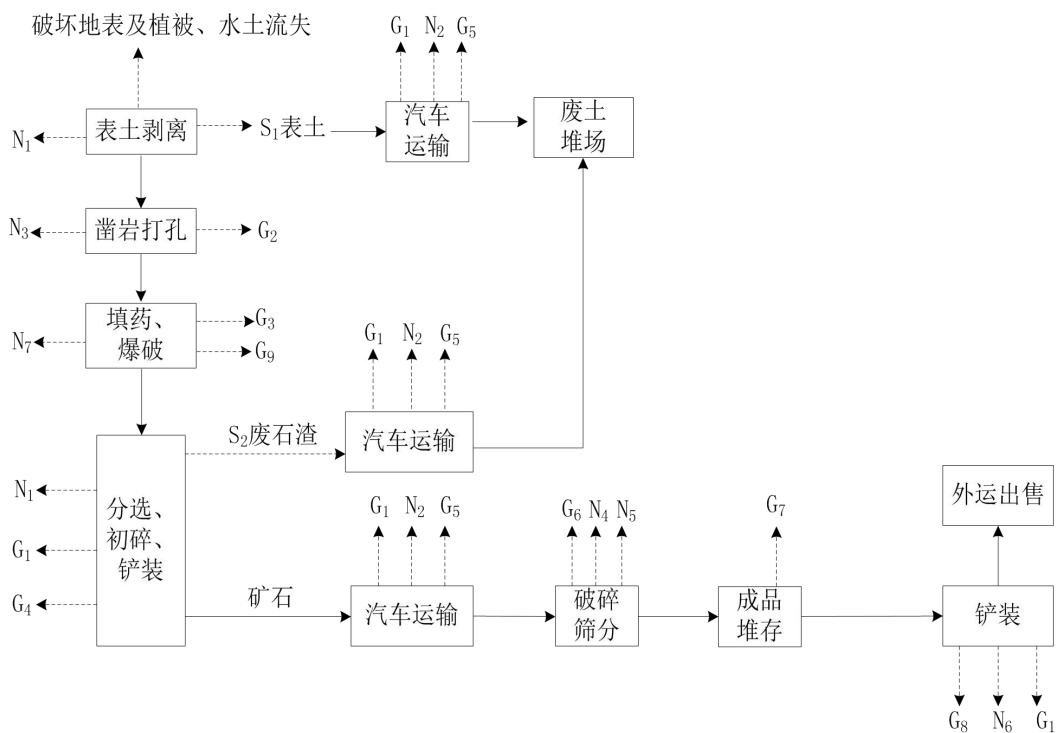 破坏地表及植被、水土流失
G₁ N₂ G₅
N₁
表土剥离
S₁表土
汽车
运输
废土
堆场
N₃
凿岩打孔
G₂
N₇
填药、
爆破
G₃
G₉
G₁ N₂ G₅
S₂废石渣
汽车运输
N₁
G₁
G₄
分选、
初碎、
铲装
矿石
G₁ N₂ G₅
汽车运输
G₆ N₄ N₅
破碎
筛分
G₇
成品
堆存
外运出售
铲装
G₈ N₆ G₁